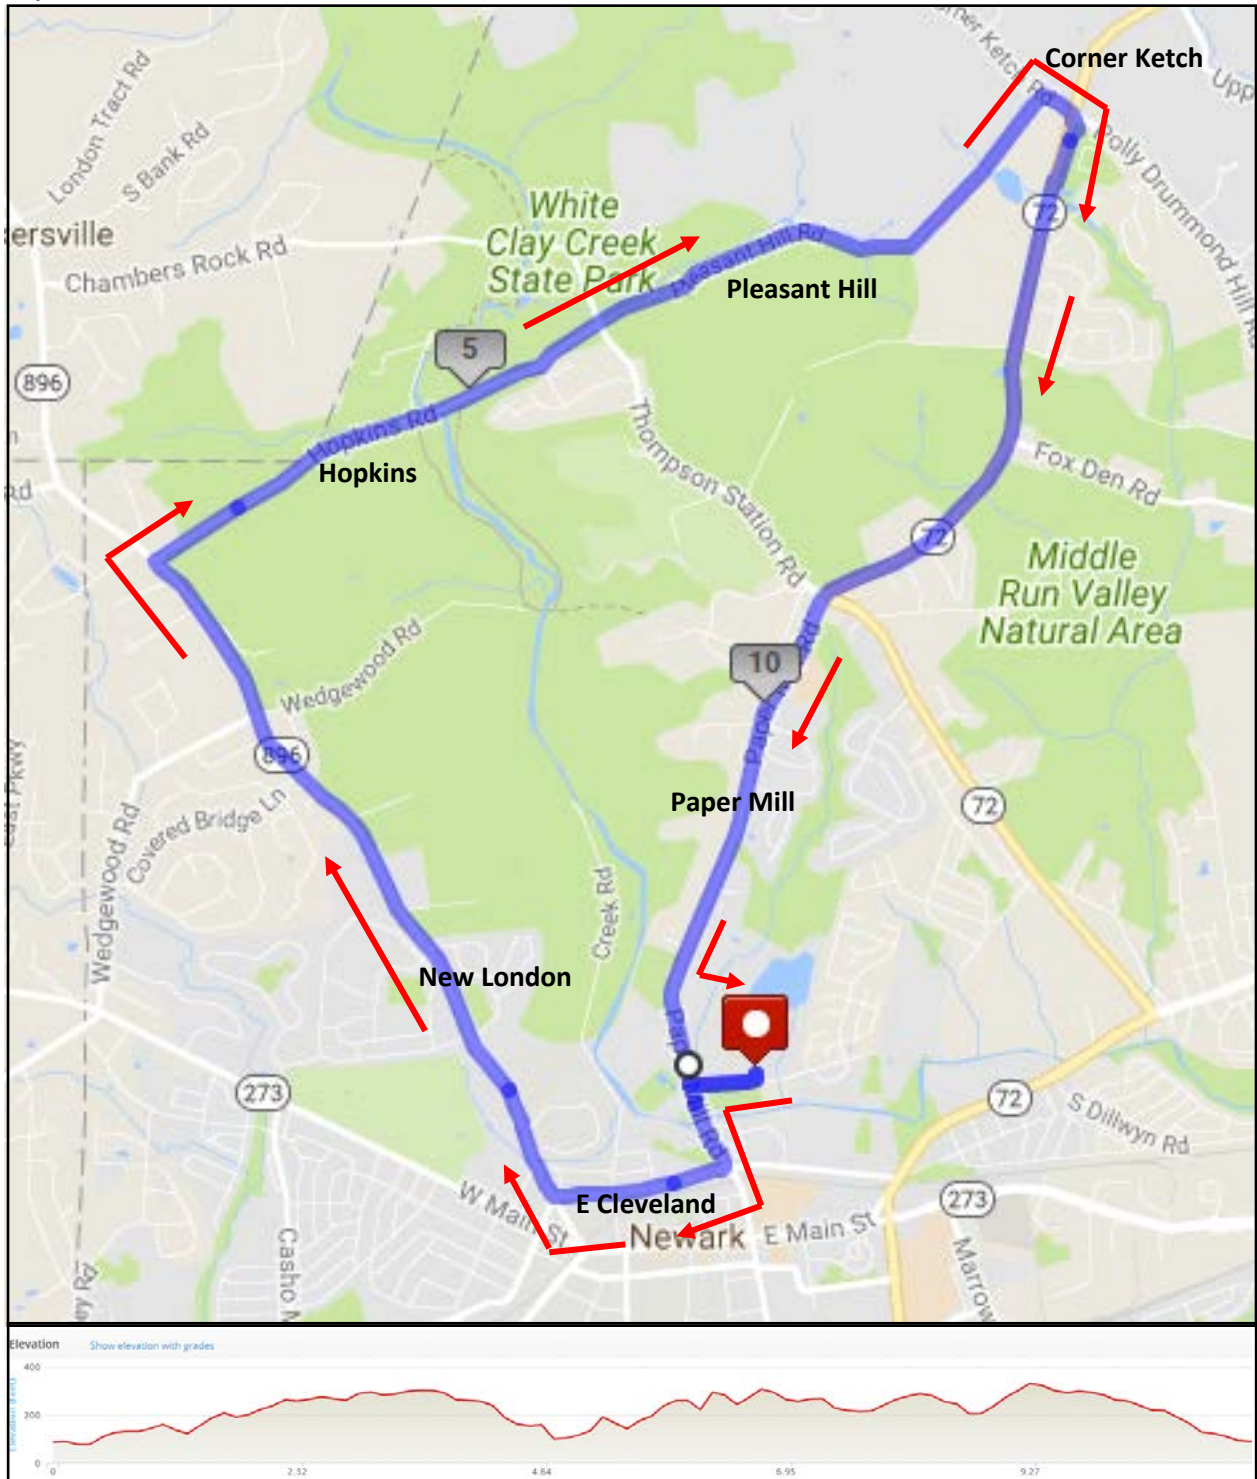 Corner Ketch
Upp
London Tract Rd
S Bank Rd
Polly Drummond Hill Rd
White
Clay Creek
State Park
72
ersville
Chambers Rock Rd
Pleasant Hill Rd
Pleasant Hill
5
896
Hopkins Rd
Hopkins
Thompson Station Rd
Fox Den Rd
Rd
72
Middle
Run Valley
Natural Area
Wedgewood Rd
10
896
Paper Mill
72
Covered Bridge Ln
Wedgewood Rd
Creek Rd
New London
273
72
S Dillwyn Rd
W Main St
E Cleveland
Newark
E Main St
273
Casho M
Marrow
ey Rd
Elevation
Show elevation with grades
400
200
0
0
2.32
4.64
6.95
9.27